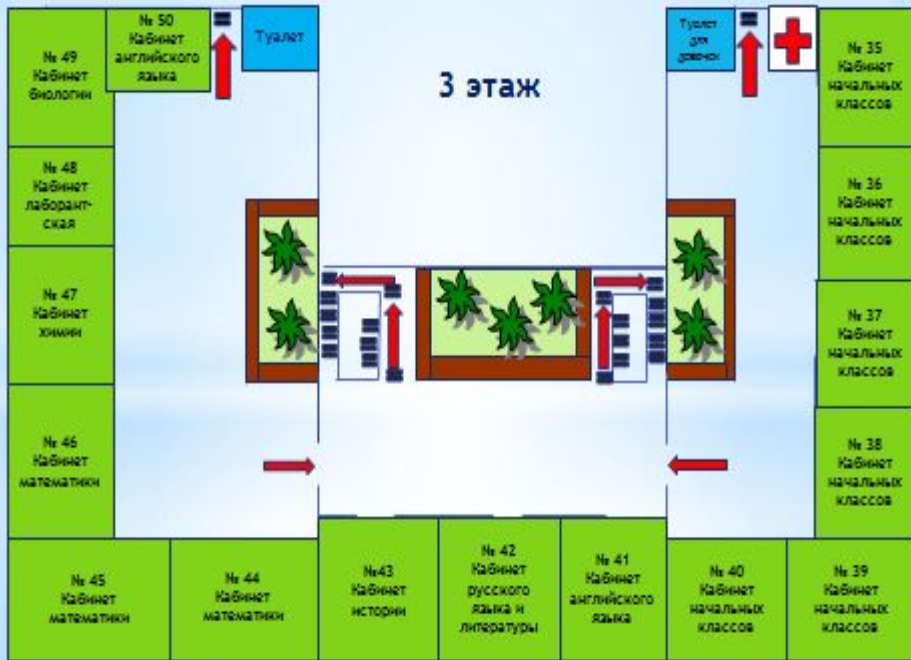 № 49
Кабинет
биологии
№ 50
Кабинет
английского
языка
Туалет
3 этаж
Туалет
для
девочек
№ 35
Кабинет
начальных
классов
№ 48
Кабинет
лаборант-
ская
№ 36
Кабинет
начальных
классов
№ 47
Кабинет
химии
№ 37
Кабинет
начальных
классов
№ 46
Кабинет
математики
№ 38
Кабинет
начальных
классов
№ 45
Кабинет
математики
№ 44
Кабинет
математики
№43
Кабинет
истории
№ 42
Кабинет
русского
языка и
литературы
№ 41
Кабинет
английского
языка
№ 40
Кабинет
начальных
классов
№ 39
Кабинет
начальных
классов